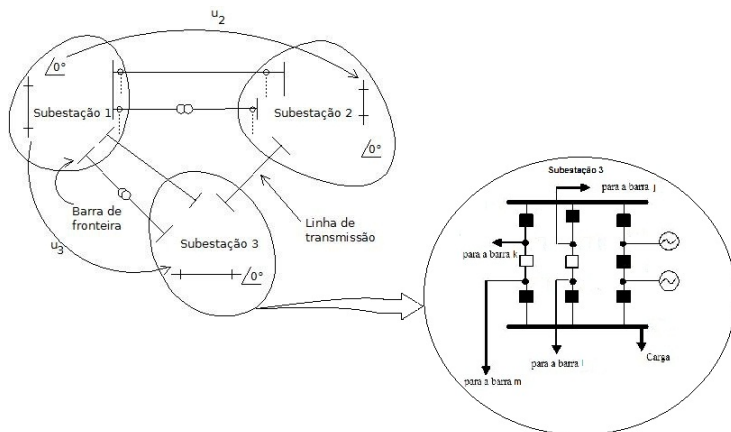 u2
/0°
/0°
Subestação 1
Subestação 2
/0°
Barra de
fronteira
Linha de
transmissão
Subestação 3
u3
/0°
Subestação 3
para a barra j
para a barra k
para a barra m
para a barra l
Carga